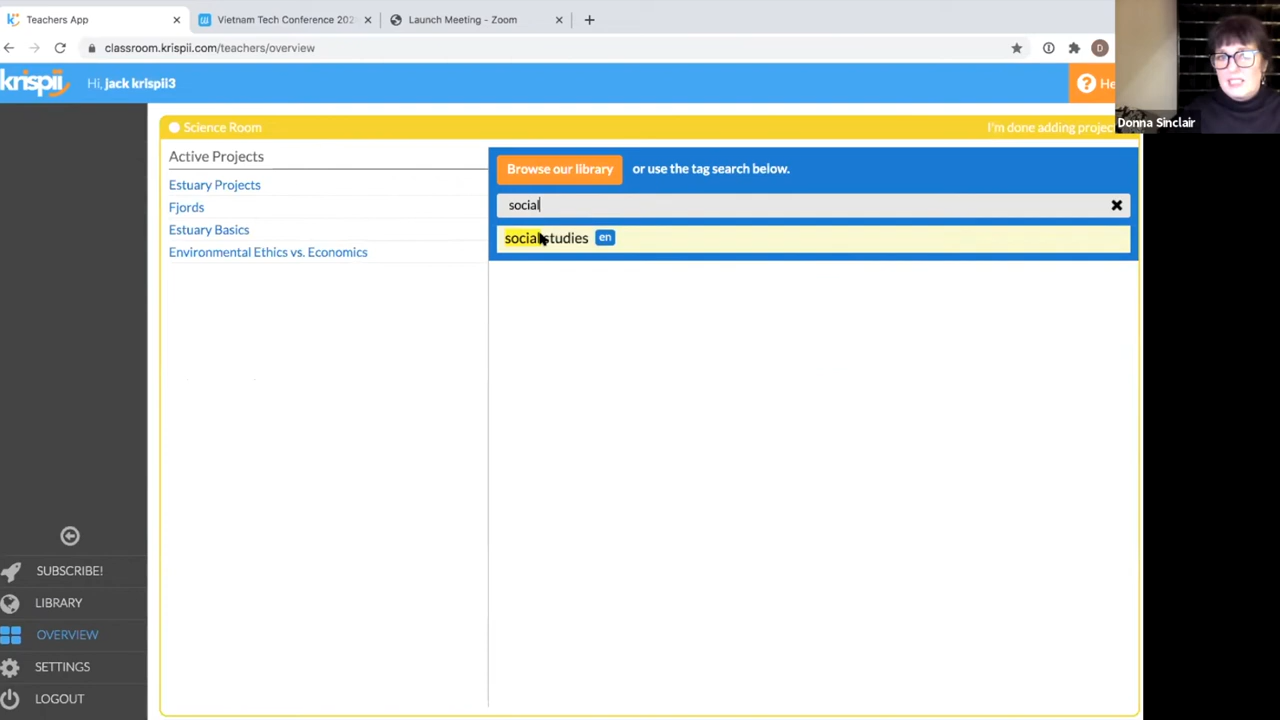 Teachers App
Vietnam Tech Conference 202
Launch Meeting - Zoom
classroom.krispii.com/teachers/overview
D
krispii
Hi, jack krispii3
? He
Donna Sinclair
Science Room
I'm done adding projec
Active Projects
Browse our library
or use the tag search below.
Estuary Projects
social
Fjords
Estuary Basics
social studies en
Environmental Ethics vs. Economics
SUBSCRIBE!
LIBRARY
OVERVIEW
SETTINGS
LOGOUT